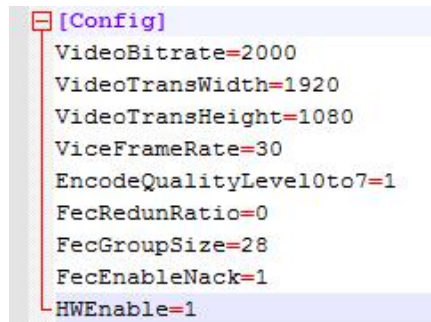 [Config]
VideoBitrate=2000
VideoTransWidth=1920
VideoTransHeight=1080
ViceFrameRate=30
EncodeQualityLevel0to7=1
FecRedunRatio=0
FecGroupSize=28
FecEnableNack=1
HWEnable=1